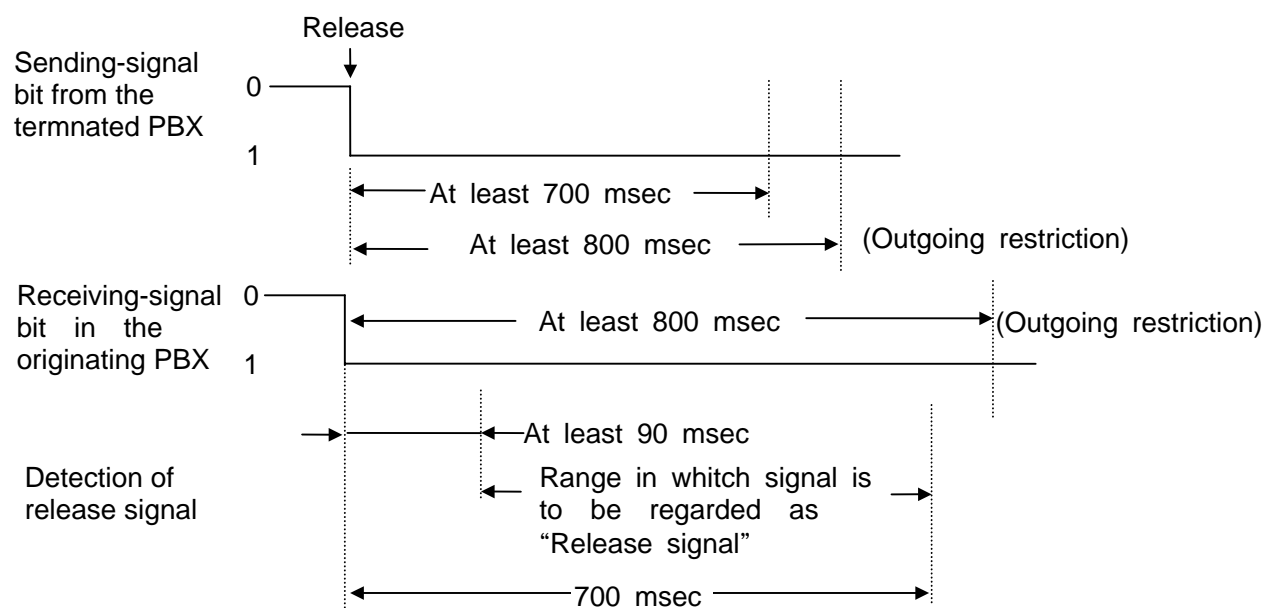 Release
Sending-signal
bit from the
termnated PBX
0
1
At least 700 msec
At least 800 msec
(Outgoing restriction)
Receiving-signal
bit in the
originating PBX
0
1
At least 800 msec
(Outgoing restriction)
At least 90 msec
Detection of
release signal
Range in whitch signal is
to be regarded as
“Release signal”
700 msec